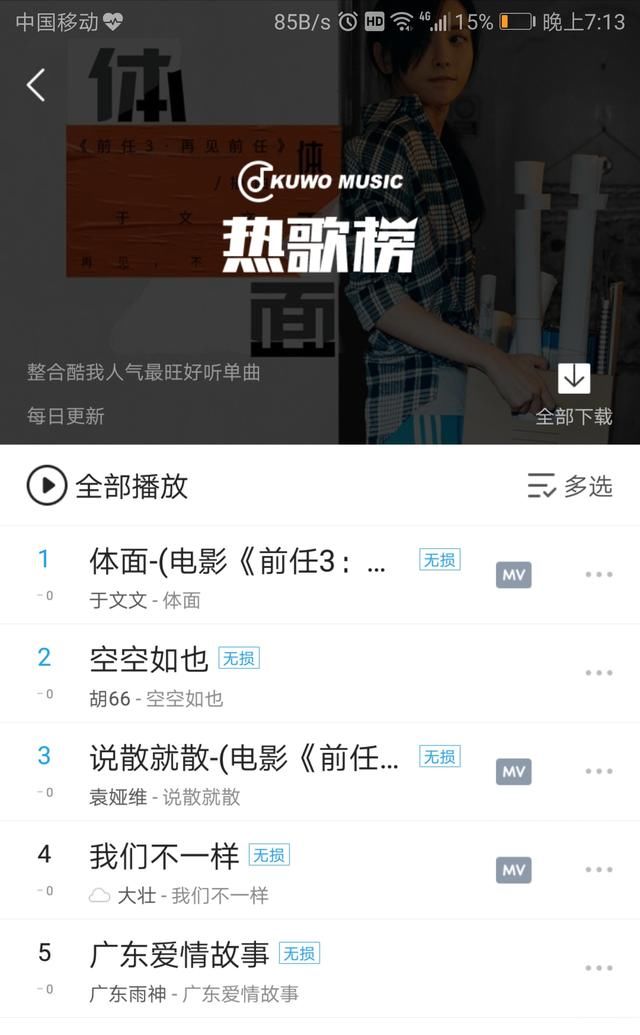 中国移动
85B/s HD 4G 15% 晚上7:13
体
《前任3·再见前任》
体
于 文 文
再见，不
面
KUWO MUSIC
热歌榜
整合酷我人气最旺好听单曲
每日更新
全部下载
全部播放
多选
1 体面-(电影《前任3：... 无损 MV
-0 于文文 - 体面
2 空空如也 无损
-0 胡66 - 空空如也
3 说散就散-(电影《前任... 无损 MV
-0 袁娅维 - 说散就散
4 我们不一样 无损 MV
-0 大壮 - 我们不一样
5 广东爱情故事 无损
-0 广东雨神 - 广东爱情故事